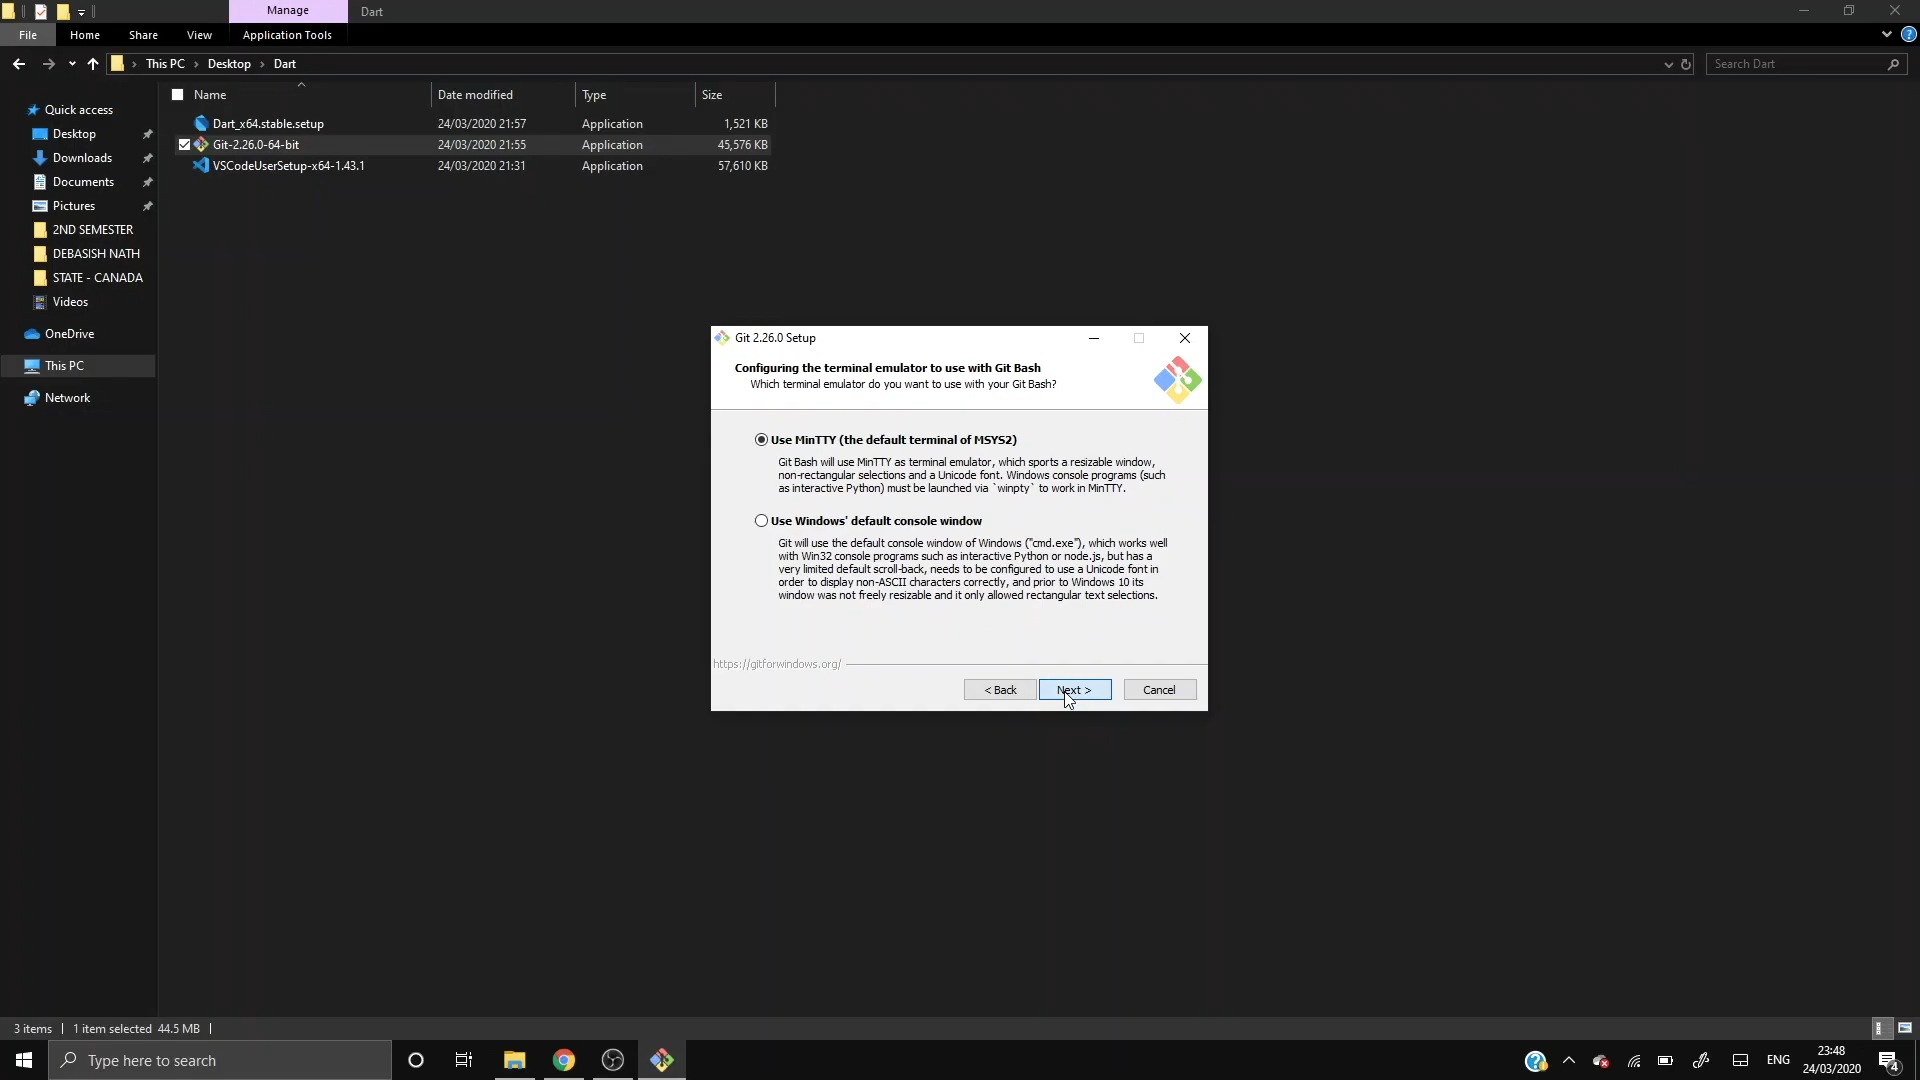 Manage
Dart
File
Home
Share
View
Application Tools
This PC
Desktop
Dart
Search Dart
Name
Date modified
Type
Size
Dart_x64.stable.setup
24/03/2020 21:57
Application
1,521 KB
Git-2.26.0-64-bit
24/03/2020 21:55
Application
45,576 KB
VSCodeUserSetup-x64-1.43.1
24/03/2020 21:31
Application
57,610 KB
Quick access
Desktop
Downloads
Documents
Pictures
2ND SEMESTER
DEBASISH NATH
STATE - CANADA
Videos
OneDrive
This PC
Network
Git 2.26.0 Setup
Configuring the terminal emulator to use with Git Bash
Which terminal emulator do you want to use with your Git Bash?
Use MinTTY (the default terminal of MSYS2)
Git Bash will use MinTTY as terminal emulator, which sports a resizable window,
non-rectangular selections and a Unicode font. Windows console programs (such
as interactive Python) must be launched via `winpty` to work in MinTTY.
Use Windows' default console window
Git will use the default console window of Windows ("cmd.exe"), which works well
with Win32 console programs such as interactive Python or node.js, but has a
very limited default scroll-back, needs to be configured to use a Unicode font in
order to display non-ASCII characters correctly, and prior to Windows 10 its
window was not freely resizable and it only allowed rectangular text selections.
https://gitforwindows.org/
< Back
Next >
Cancel
3 items
1 item selected 44.5 MB
Type here to search
ENG
23:48
24/03/2020
4